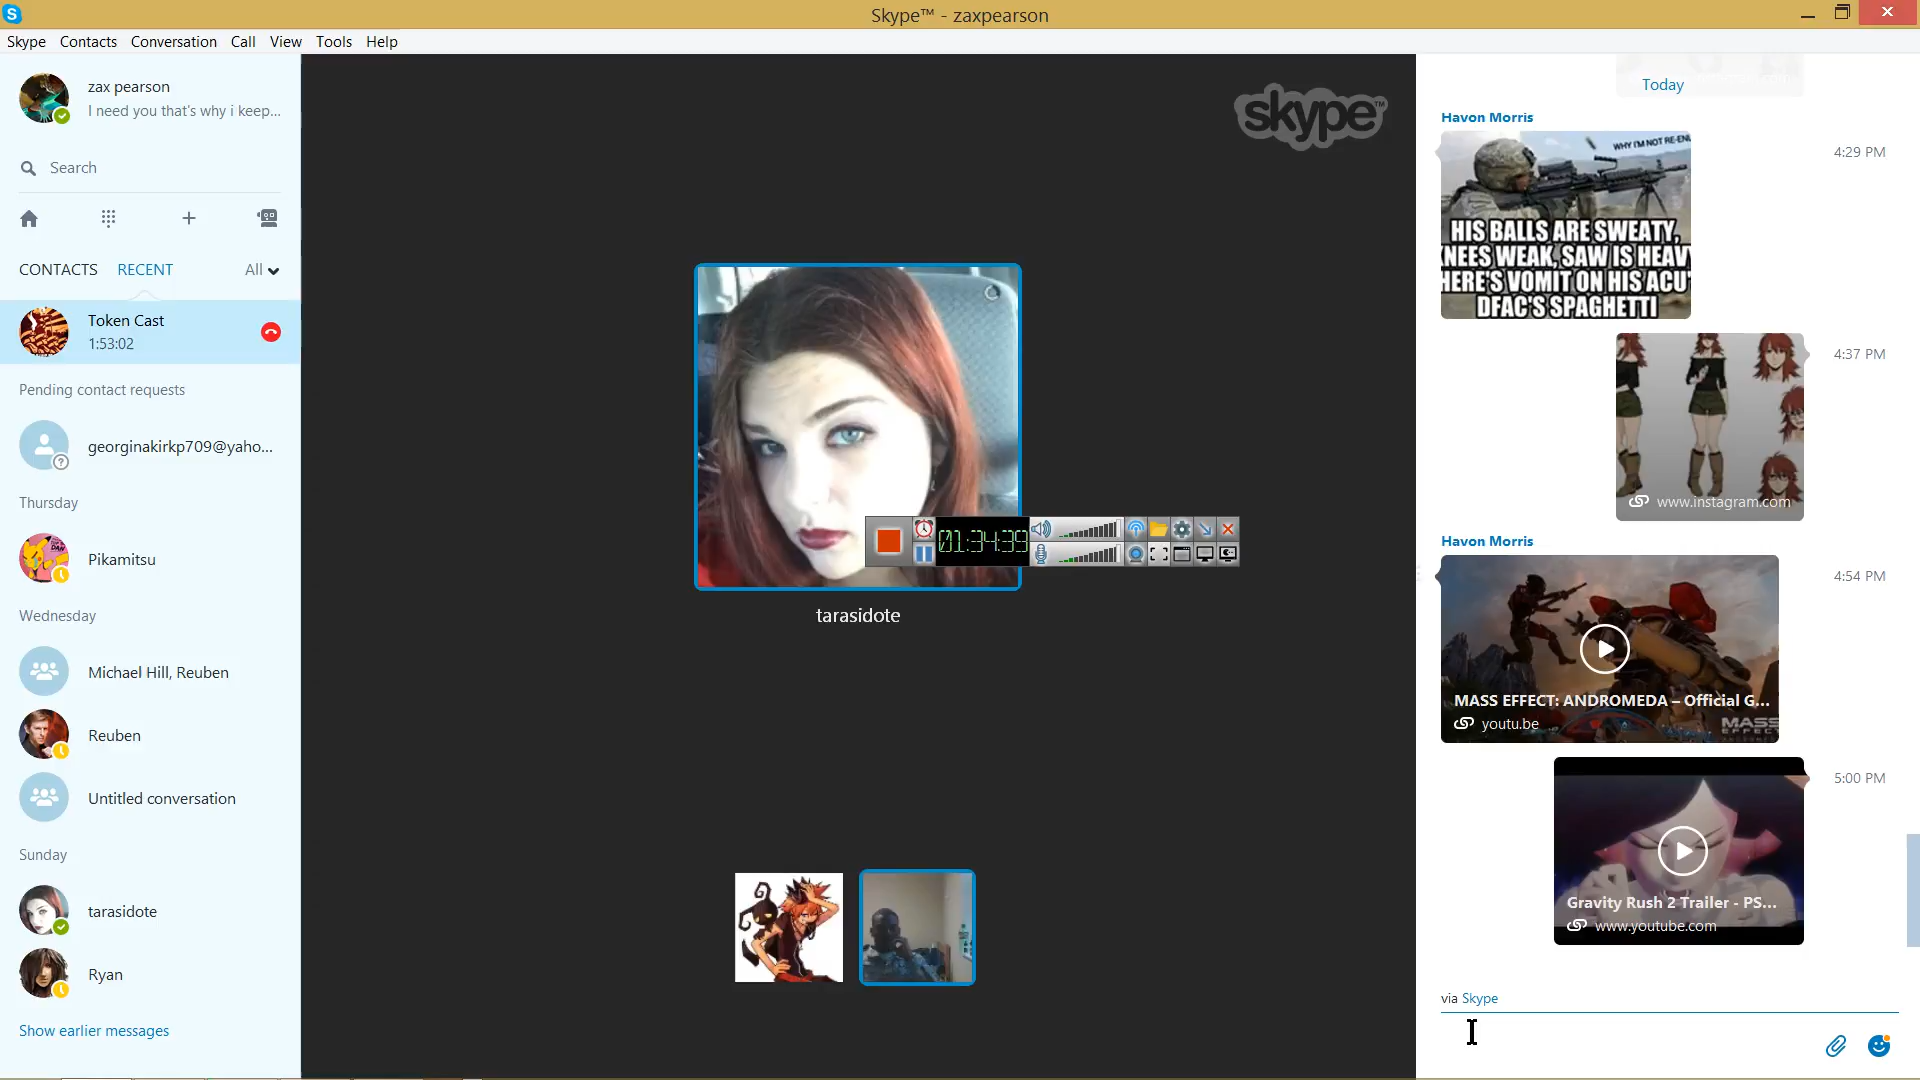 Skype™ - zaxpearson
Skype Contacts Conversation Call View Tools Help
zax pearson
I need you that's why i keep...
Search
CONTACTS RECENT All
Token Cast
1:53:02
Pending contact requests
georginakirkp709@yaho...
Thursday
Pikamitsu
Wednesday
Michael Hill, Reuben
Reuben
Untitled conversation
Sunday
tarasidote
Ryan
Show earlier messages
skype™
01:34:39
tarasidote
Today
Havon Morris
4:29 PM
WHY I'M NOT RE-ENL
HIS BALLS ARE SWEATY,
KNEES WEAK, SAW IS HEAV
HERE'S VOMIT ON HIS ACU
DFAC'S SPAGHETTI
4:37 PM
www.instagram.com
Havon Morris
4:54 PM
MASS EFFECT: ANDROMEDA – Official G...
youtu.be
MASS
EFFECT
5:00 PM
Gravity Rush 2 Trailer - PS...
www.youtube.com
via Skype